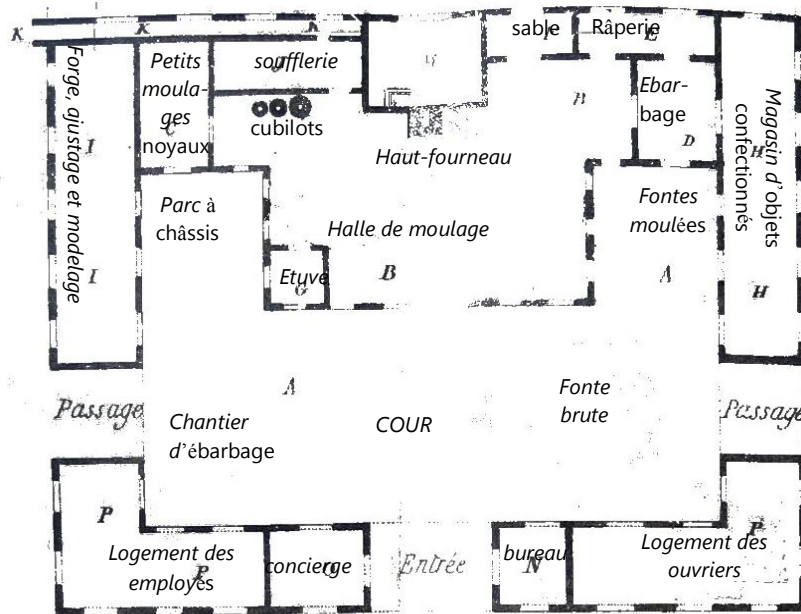 K K K
sable Râperie
E
Forge, ajustage et modelage
Petits
moula-
ges
C
noyaux
soufflerie
J
cubilots
B
Haut-fourneau
Ebar-
bage
D
Magasin d'objets
confectionnés
H
I
Parc à
châssis
Halle de moulage
Fontes
moulées
I
Etuve
G
B
A
H
Passage
A
Chantier
d'ébarbage
COUR
Fonte
brute
Passage
P
Logement des
employés
P
concierge
Entrée
bureau
N
Logement des
ouvriers
P